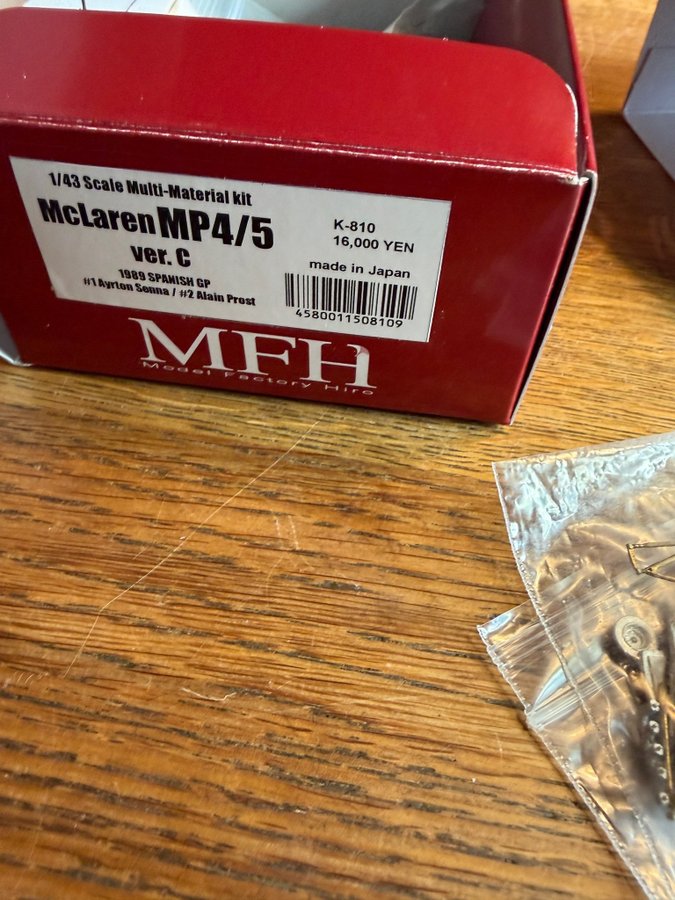 1/43 Scale Multi-Material kit
McLaren MP4/5
ver. C
1989 SPANISH GP
#1 Ayrton Senna / #2 Alain Prost
K-810
16,000 YEN
made in Japan
4580011508109
MFH
Model Factory Hiro